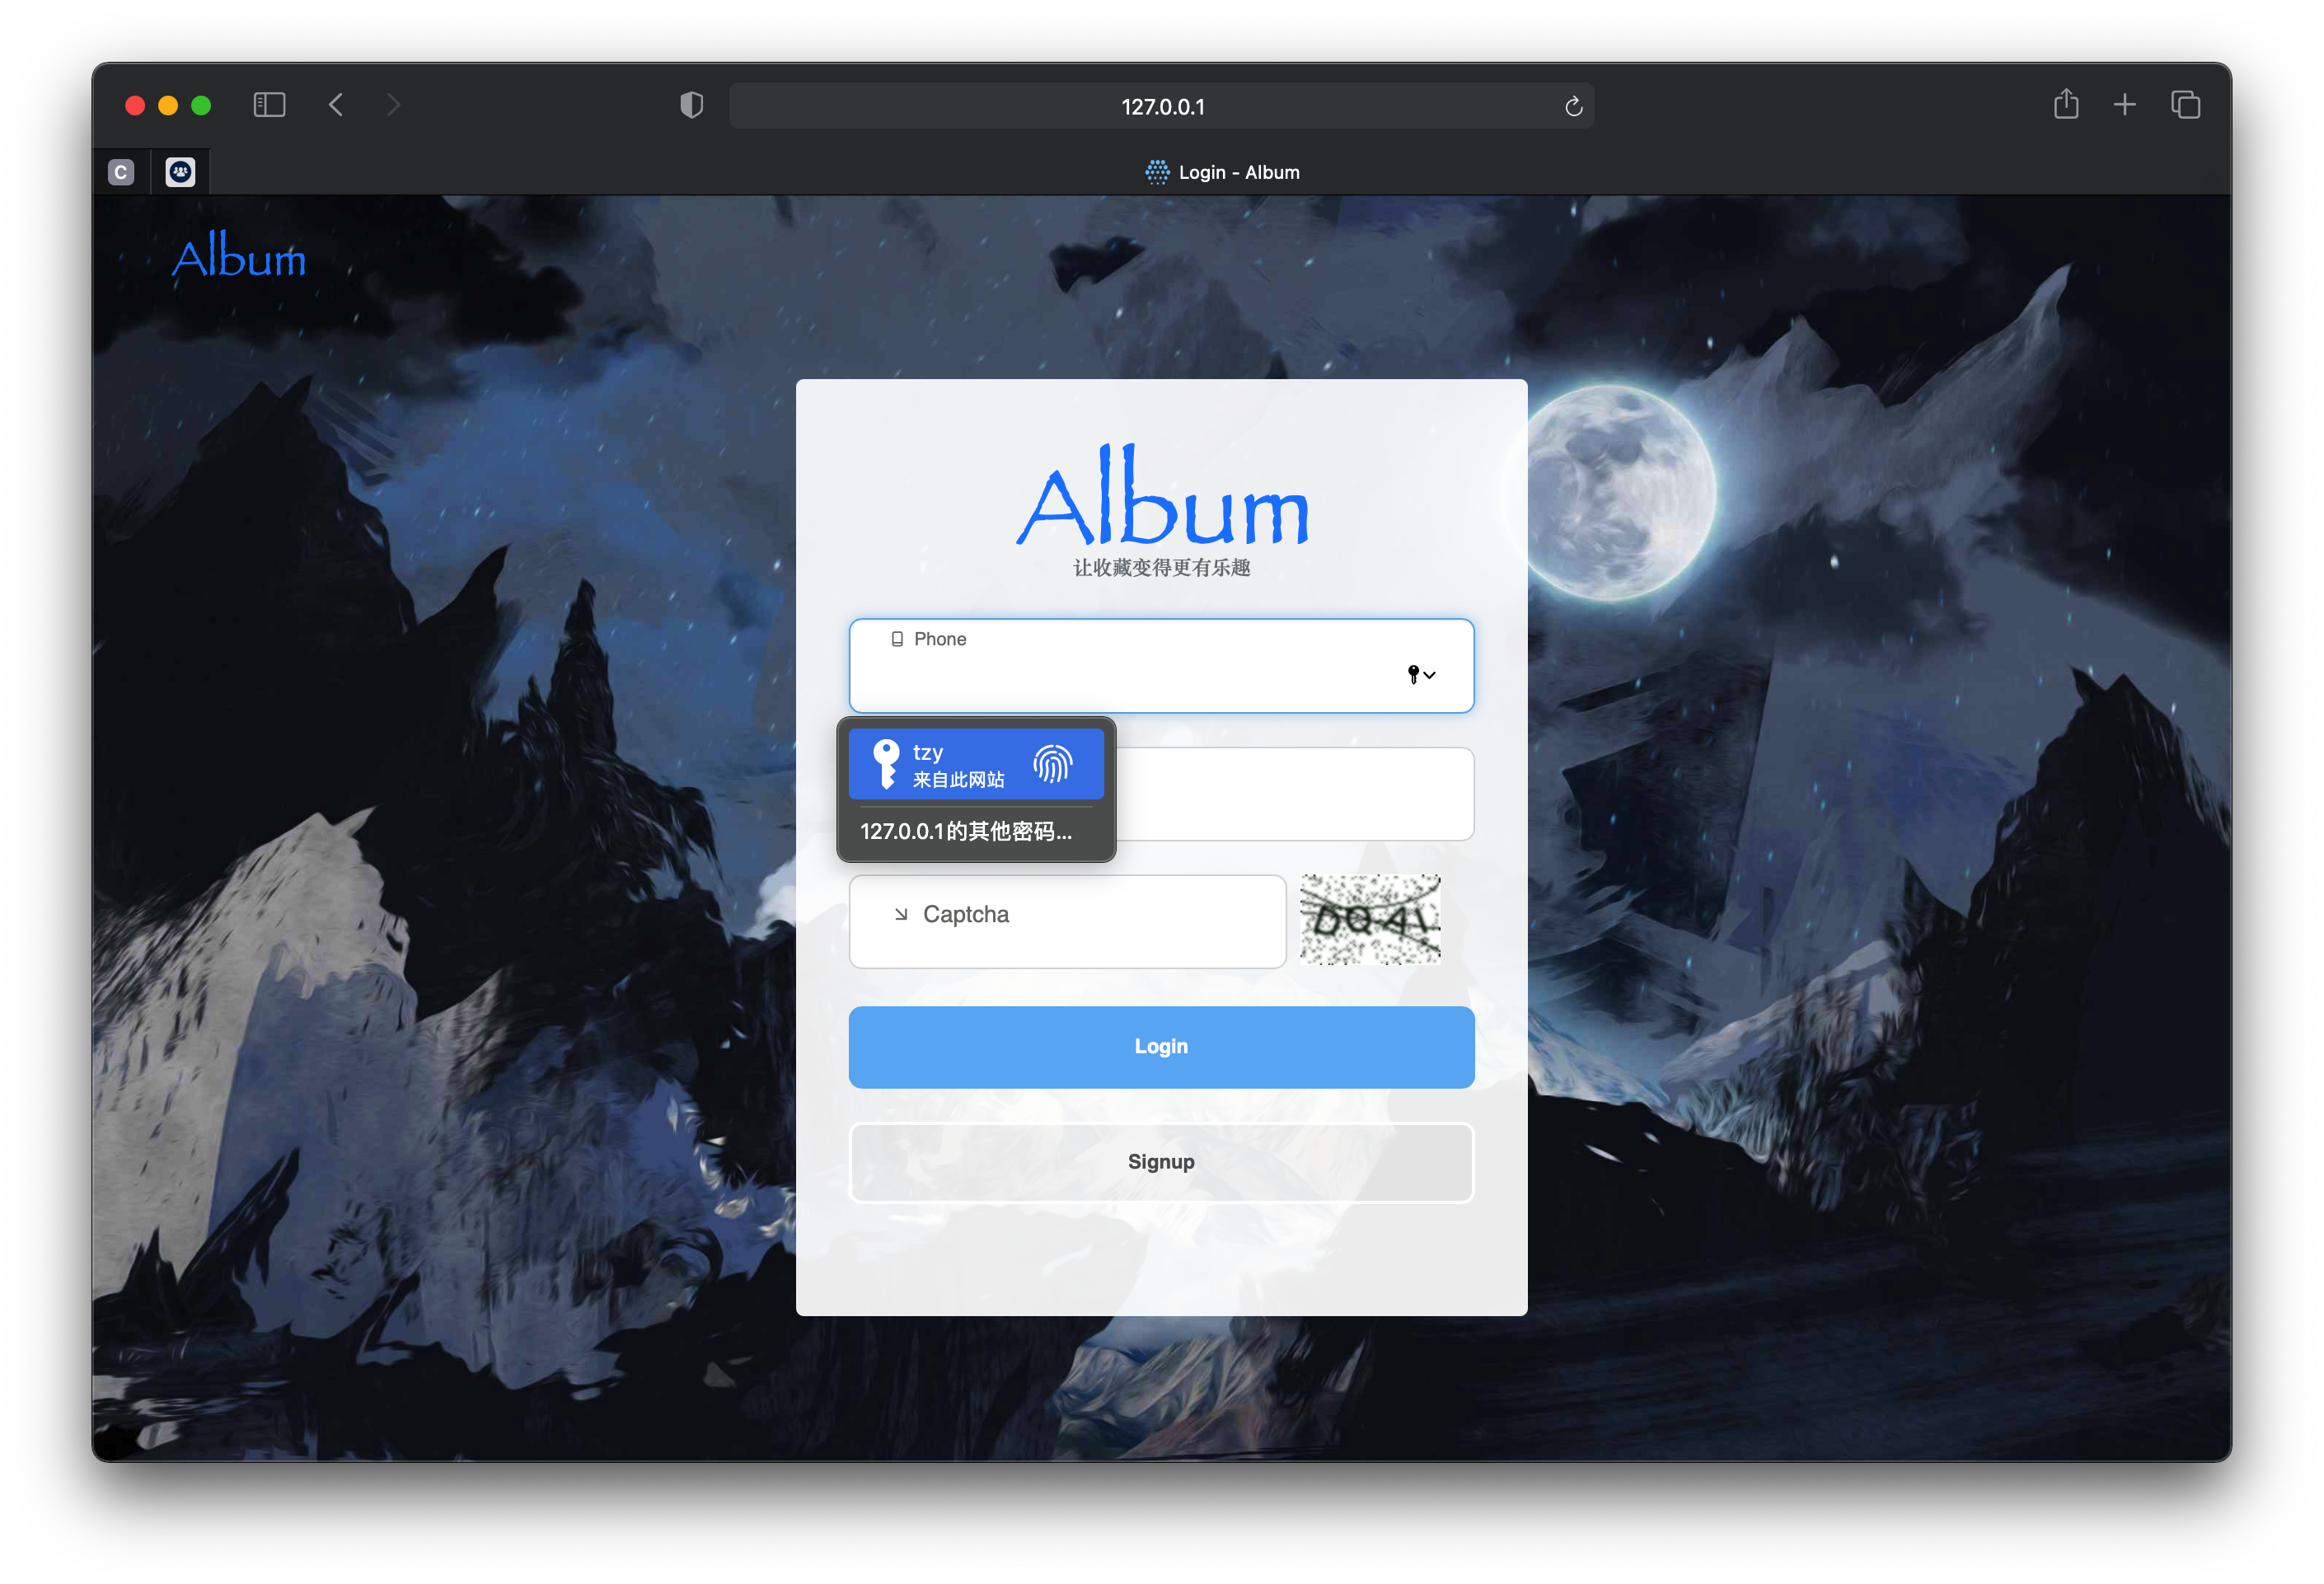 127.0.0.1
C
Login - Album
Album
Album
让收藏变得更有乐趣
Phone
tzy
来自此网站
127.0.0.1的其他密码...
Captcha
DQ4L
Login
Signup